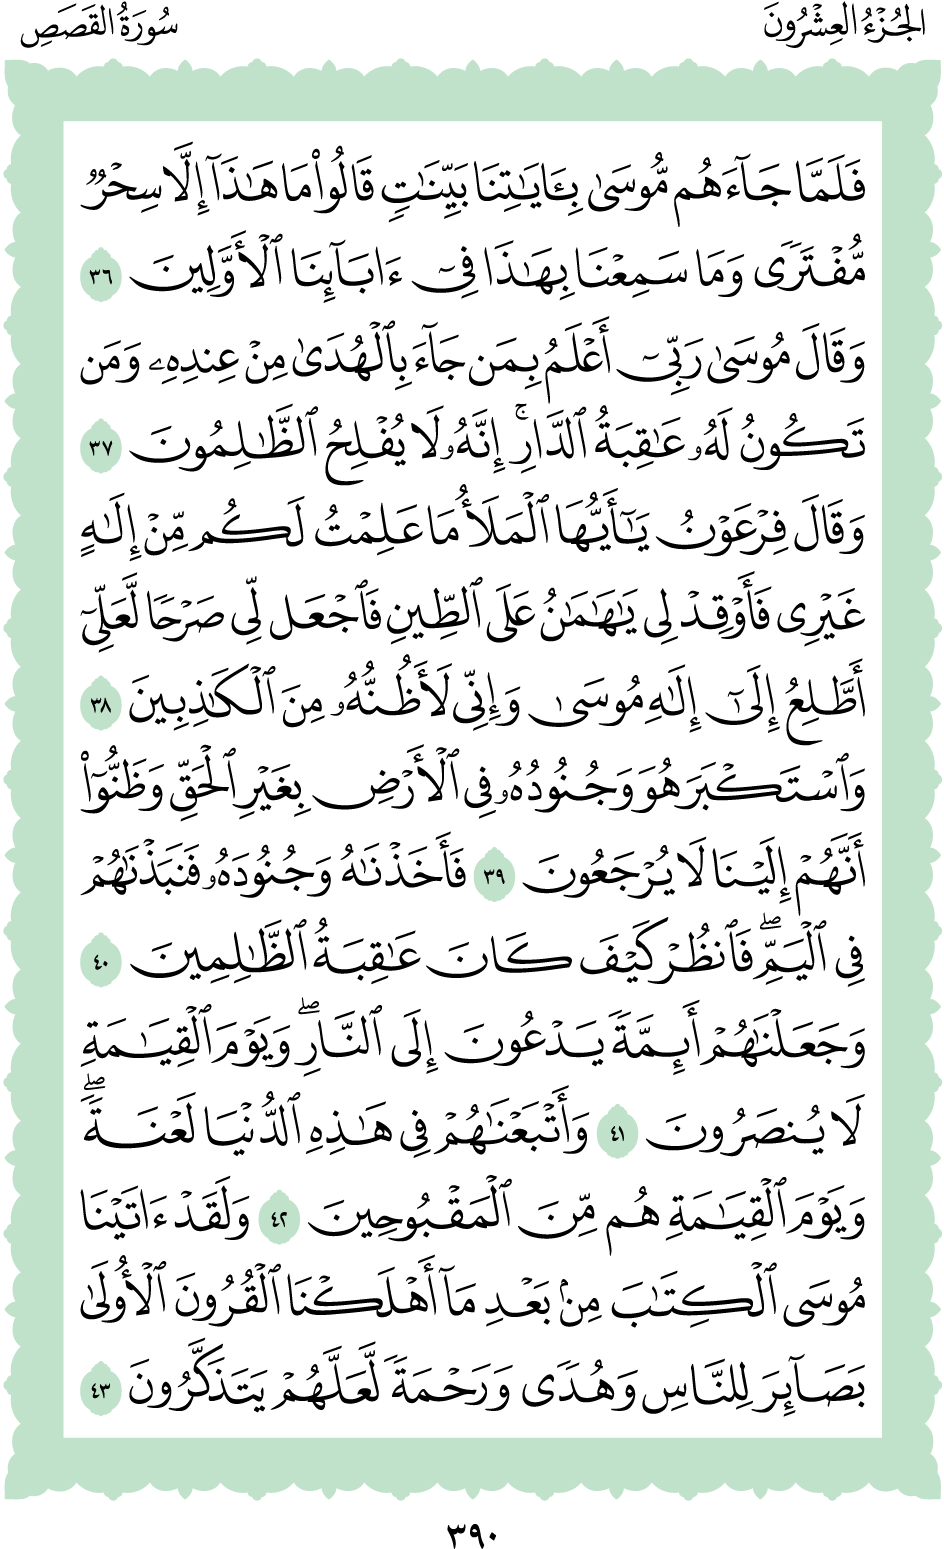 الجُزْءُ العِشْرُونَ
سُورَةُ القَصَصِ
فَلَمَّا جَآءَهُم مُّوسَىٰ بِـَٔايَـٰتِنَا بَيِّنَـٰتٖ قَالُواْ مَا هَـٰذَآ إِلَّا سِحۡرٞ
مُّفۡتَرٗى وَمَا سَمِعۡنَا بِهَـٰذَا فِيٓ ءَابَآئِنَا ٱلۡأَوَّلِينَ ٣٦
وَقَالَ مُوسَىٰ رَبِّيٓ أَعۡلَمُ بِمَن جَآءَ بِٱلۡهُدَىٰ مِنۡ عِندِهِۦ وَمَن
تَكُونُ لَهُۥ عَـٰقِبَةُ ٱلدَّارِۚ إِنَّهُۥ لَا يُفۡلِحُ ٱلظَّـٰلِمُونَ ٣٧
وَقَالَ فِرۡعَوۡنُ يَـٰٓأَيُّهَا ٱلۡمَلَأُ مَا عَلِمۡتُ لَكُم مِّنۡ إِلَـٰهٍ
غَيۡرِي فَأَوۡقِدۡ لِي يَـٰهَـٰمَـٰنُ عَلَى ٱلطِّينِ فَٱجۡعَل لِّي صَرۡحٗا لَّعَلِّيٓ
أَطَّلِعُ إِلَىٰٓ إِلَـٰهِ مُوسَىٰ وَإِنِّي لَأَظُنُّهُۥ مِنَ ٱلۡكَـٰذِبِينَ ٣٨
وَٱسۡتَكۡبَرَ هُوَ وَجُنُودُهُۥ فِي ٱلۡأَرۡضِ بِغَيۡرِ ٱلۡحَقِّ وَظَنُّوٓاْ
أَنَّهُمۡ إِلَيۡنَا لَا يُرۡجَعُونَ ٣٩ فَأَخَذۡنَـٰهُ وَجُنُودَهُۥ فَنَبَذۡنَـٰهُمۡ
فِي ٱلۡيَمِّۖ فَٱنظُرۡ كَيۡفَ كَانَ عَـٰقِبَةُ ٱلظَّـٰلِمِينَ ٤٠
وَجَعَلۡنَـٰهُمۡ أَئِمَّةٗ يَدۡعُونَ إِلَى ٱلنَّارِۖ وَيَوۡمَ ٱلۡقِيَـٰمَةِ
لَا يُنصَرُونَ ٤١ وَأَتۡبَعۡنَـٰهُمۡ فِي هَـٰذِهِ ٱلدُّنۡيَا لَعۡنَةٗۖ
وَيَوۡمَ ٱلۡقِيَـٰمَةِ هُم مِّنَ ٱلۡمَقۡبُوحِينَ ٤٢ وَلَقَدۡ ءَاتَيۡنَا
مُوسَى ٱلۡكِتَـٰبَ مِنۢ بَعۡدِ مَآ أَهۡلَكۡنَا ٱلۡقُرُونَ ٱلۡأُولَىٰ
بَصَآئِرَ لِلنَّاسِ وَهُدٗى وَرَحۡمَةٗ لَّعَلَّهُمۡ يَتَذَكَّرُونَ ٤٣
٣٩٠